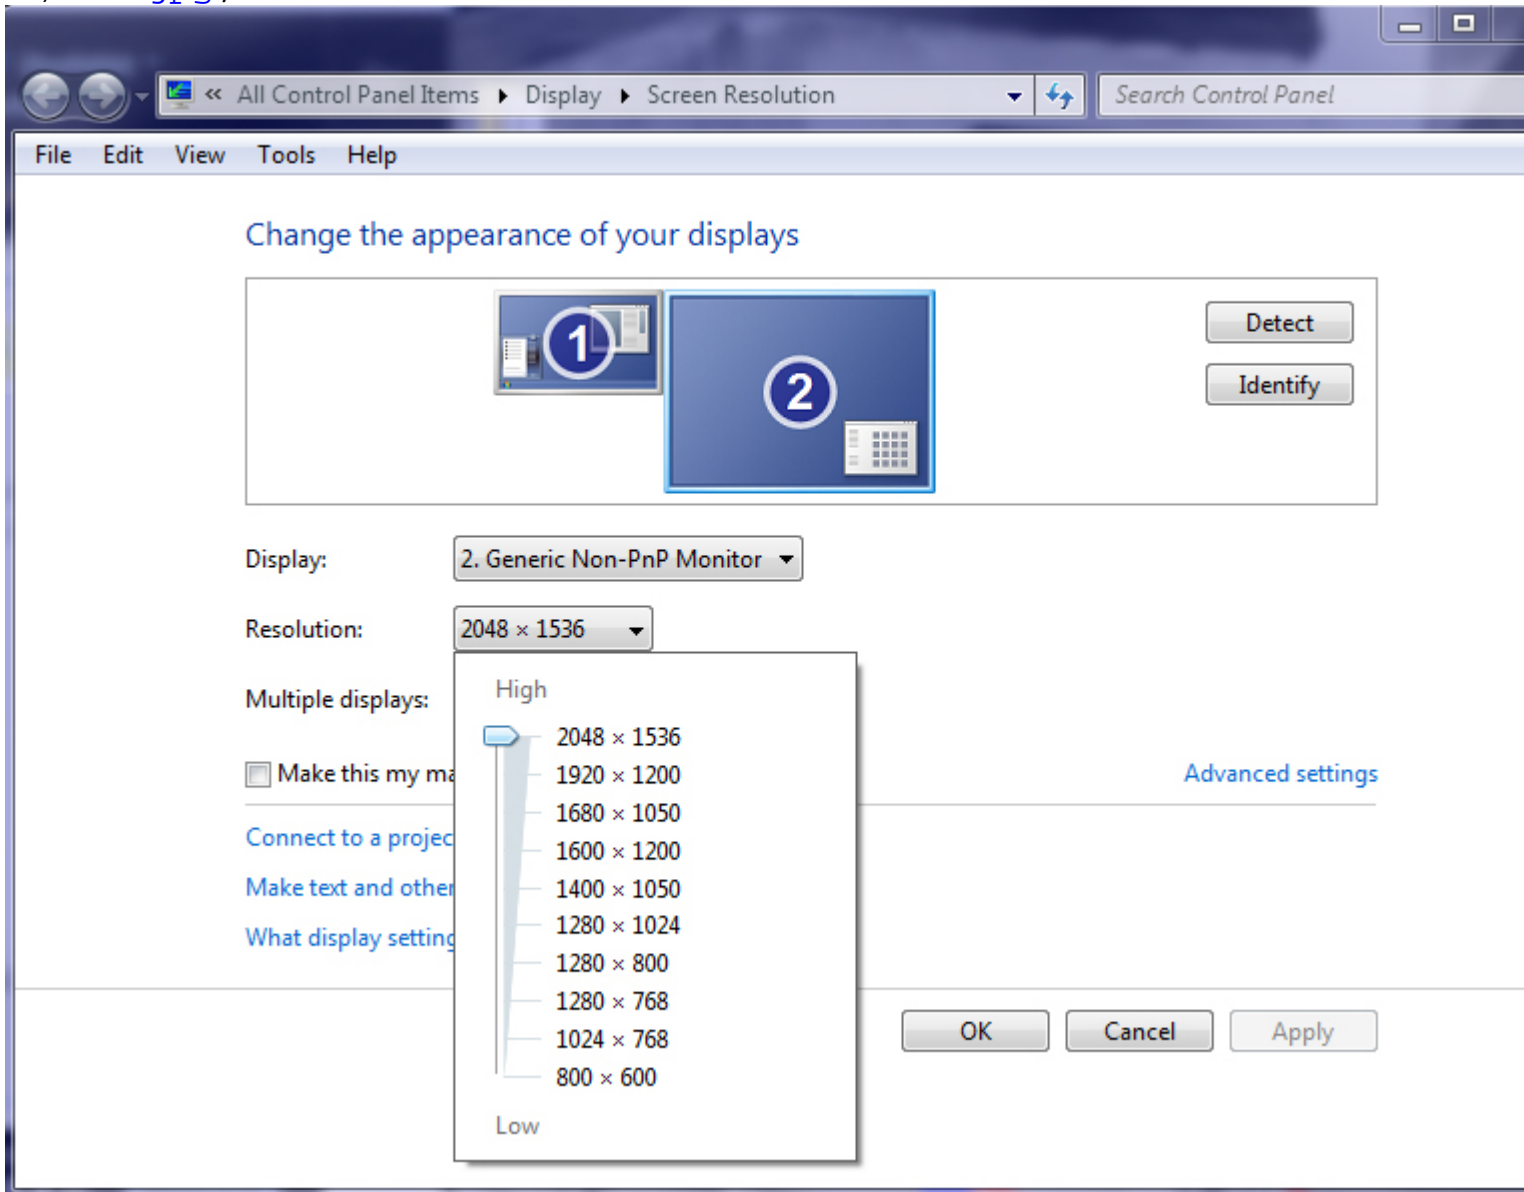 « All Control Panel Items Display Screen Resolution Search Control Panel
File Edit View Tools Help
Change the appearance of your displays
1
2
Detect
Identify
Display: 2. Generic Non-PnP Monitor
Resolution: 2048 × 1536
High
Multiple displays:
2048 × 1536
Make this my
1920 × 1200
Advanced settings
1680 × 1050
Connect to a
1600 × 1200
Make text and other
1400 × 1050
1280 × 1024
What display
1280 × 800
1280 × 768
1024 × 768
800 × 600
Low
OK Cancel Apply